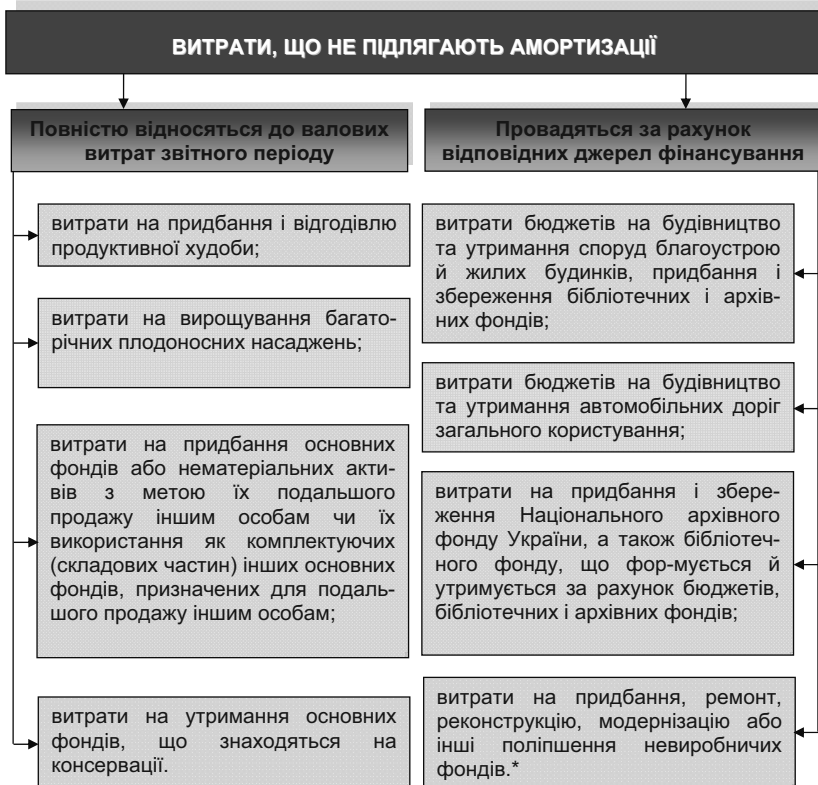 ВИТРАТИ, ЩО НЕ ПІДЛЯГАЮТЬ АМОРТИЗАЦІЇ
Повністю відносяться до валових
витрат звітного періоду
витрати на придбання і відгодівлю
продуктивної худоби;
витрати на вирощування багато-
річних плодоносних насаджень;
витрати на придбання основних
фондів або нематеріальних акти-
вів з метою їх подальшого
продажу іншим особам чи їх
використання як комплектуючих
(складових частин) інших основних
фондів, призначених для подаль-
шого продажу іншим особам;
витрати на утримання основних
фондів, що знаходяться на
консервації.
Провадяться за рахунок
відповідних джерел фінансування
витрати бюджетів на будівництво
та утримання споруд благоустрою
й жилих будинків, придбання і
збереження бібліотечних і архів-
них фондів;
витрати бюджетів на будівництво
та утримання автомобільних доріг
загального користування;
витрати на придбання і збере-
ження Національного архівного
фонду України, а також бібліотеч-
ного фонду, що фор-мується й
утримується за рахунок бюджетів,
бібліотечних і архівних фондів;
витрати на придбання, ремонт,
реконструкцію, модернізацію або
інші поліпшення невиробничих
фондів.*